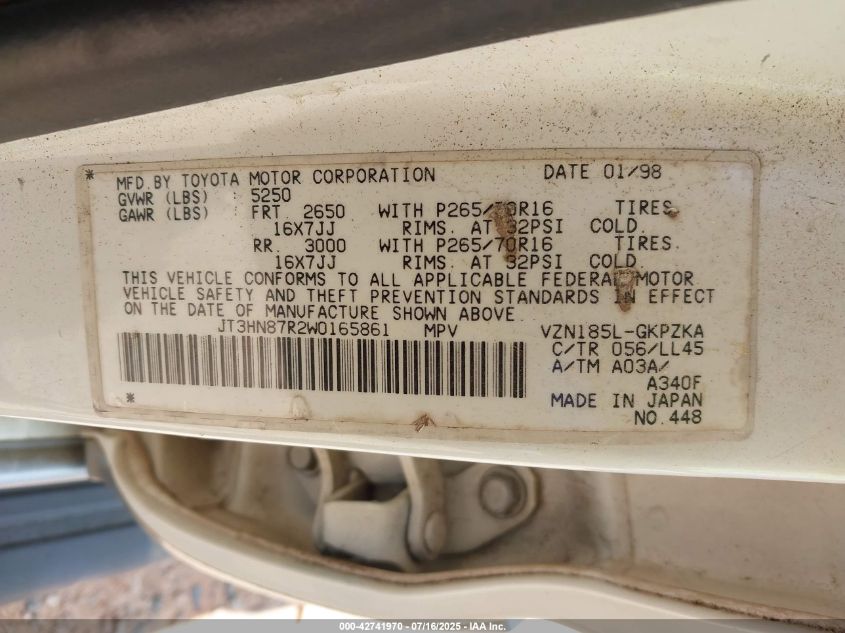 * MFD.BY TOYOTA MOTOR CORPORATION DATE 01/98
GVWR (LBS) : 5250
GAWR (LBS) : FRT 2650 WITH P265/70R16 TIRES.
16X7JJ RIMS. AT 32PSI COLD.
RR. 3000 WITH P265/70R16 TIRES.
16X7JJ RIMS. AT 32PSI COLD.
THIS VEHICLE CONFORMS TO ALL APPLICABLE FEDERAL MOTOR
VEHICLE SAFETY AND THEFT PREVENTION STANDARDS IN EFFECT
ON THE DATE OF MANUFACTURE SHOWN ABOVE.
JT3HN87R2W0165861 MPV VZN185L-GKPZKA
C/TR 056/LL45
A/TM A03A/
A340F
* MADE IN JAPAN
NO.448
000-42741970 - 07/16/2025 - IAA Inc.